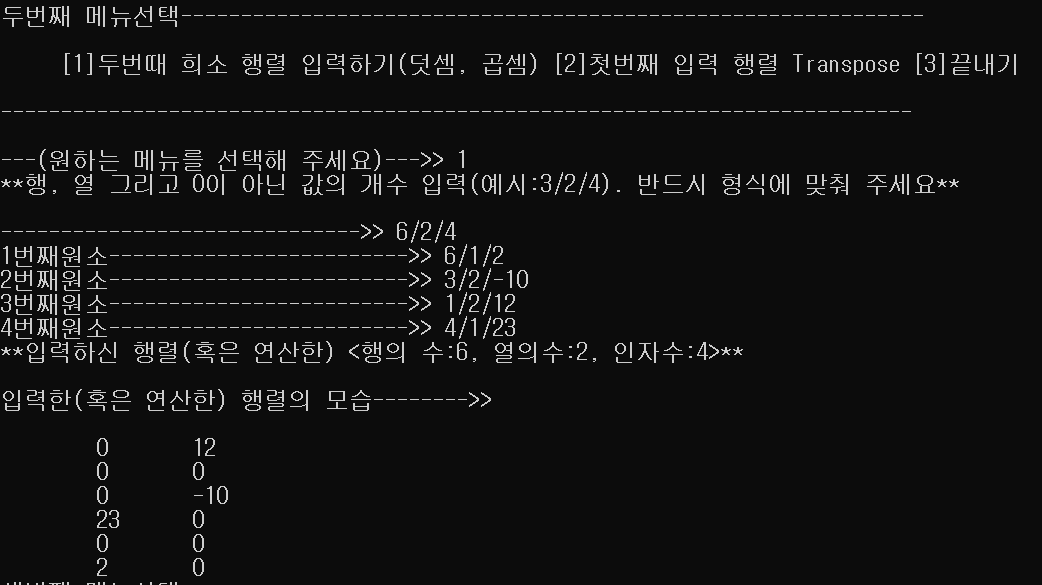 두번째 메뉴선택--------------------------------------------------------------
[1]두번때 희소 행렬 입력하기(덧셈, 곱셈) [2]첫번째 입력 행렬 Transpose [3]끝내기
----------------------------------------------------------------------------
---(원하는 메뉴를 선택해 주세요)--->> 1
**행, 열 그리고 0이 아닌 값의 개수 입력(예시:3/2/4). 반드시 형식에 맞춰 주세요**
------------------------------>> 6/2/4
1번째원소------------------------->> 6/1/2
2번째원소------------------------->> 3/2/-10
3번째원소------------------------->> 1/2/12
4번째원소------------------------->> 4/1/23
**입력하신 행렬(혹은 연산한) <행의 수:6, 열의수:2, 인자수:4>**
입력한(혹은 연산한) 행렬의 모습-------->>
0 12
0 0
0 -10
23 0
0 0
2 0